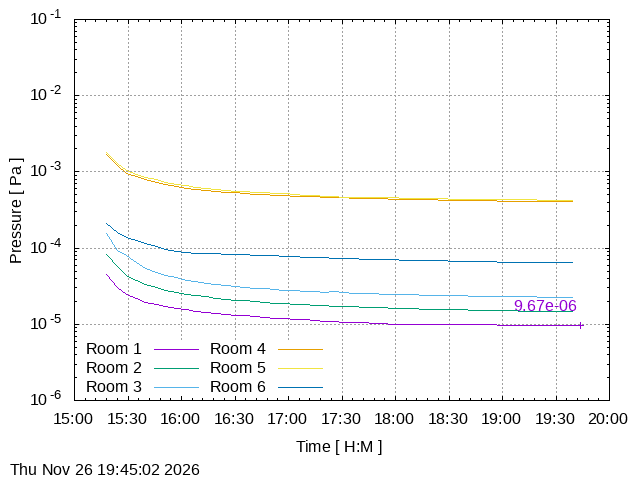 10^-1
10^-2
10^-3
10^-4
10^-5
10^-6
Pressure [ Pa ]
9.67e-06
Room 1 Room 4
Room 2 Room 5
Room 3 Room 6
15:00 15:30 16:00 16:30 17:00 17:30 18:00 18:30 19:00 19:30 20:00
Time [ H:M ]
Thu Nov 26 19:45:02 2026